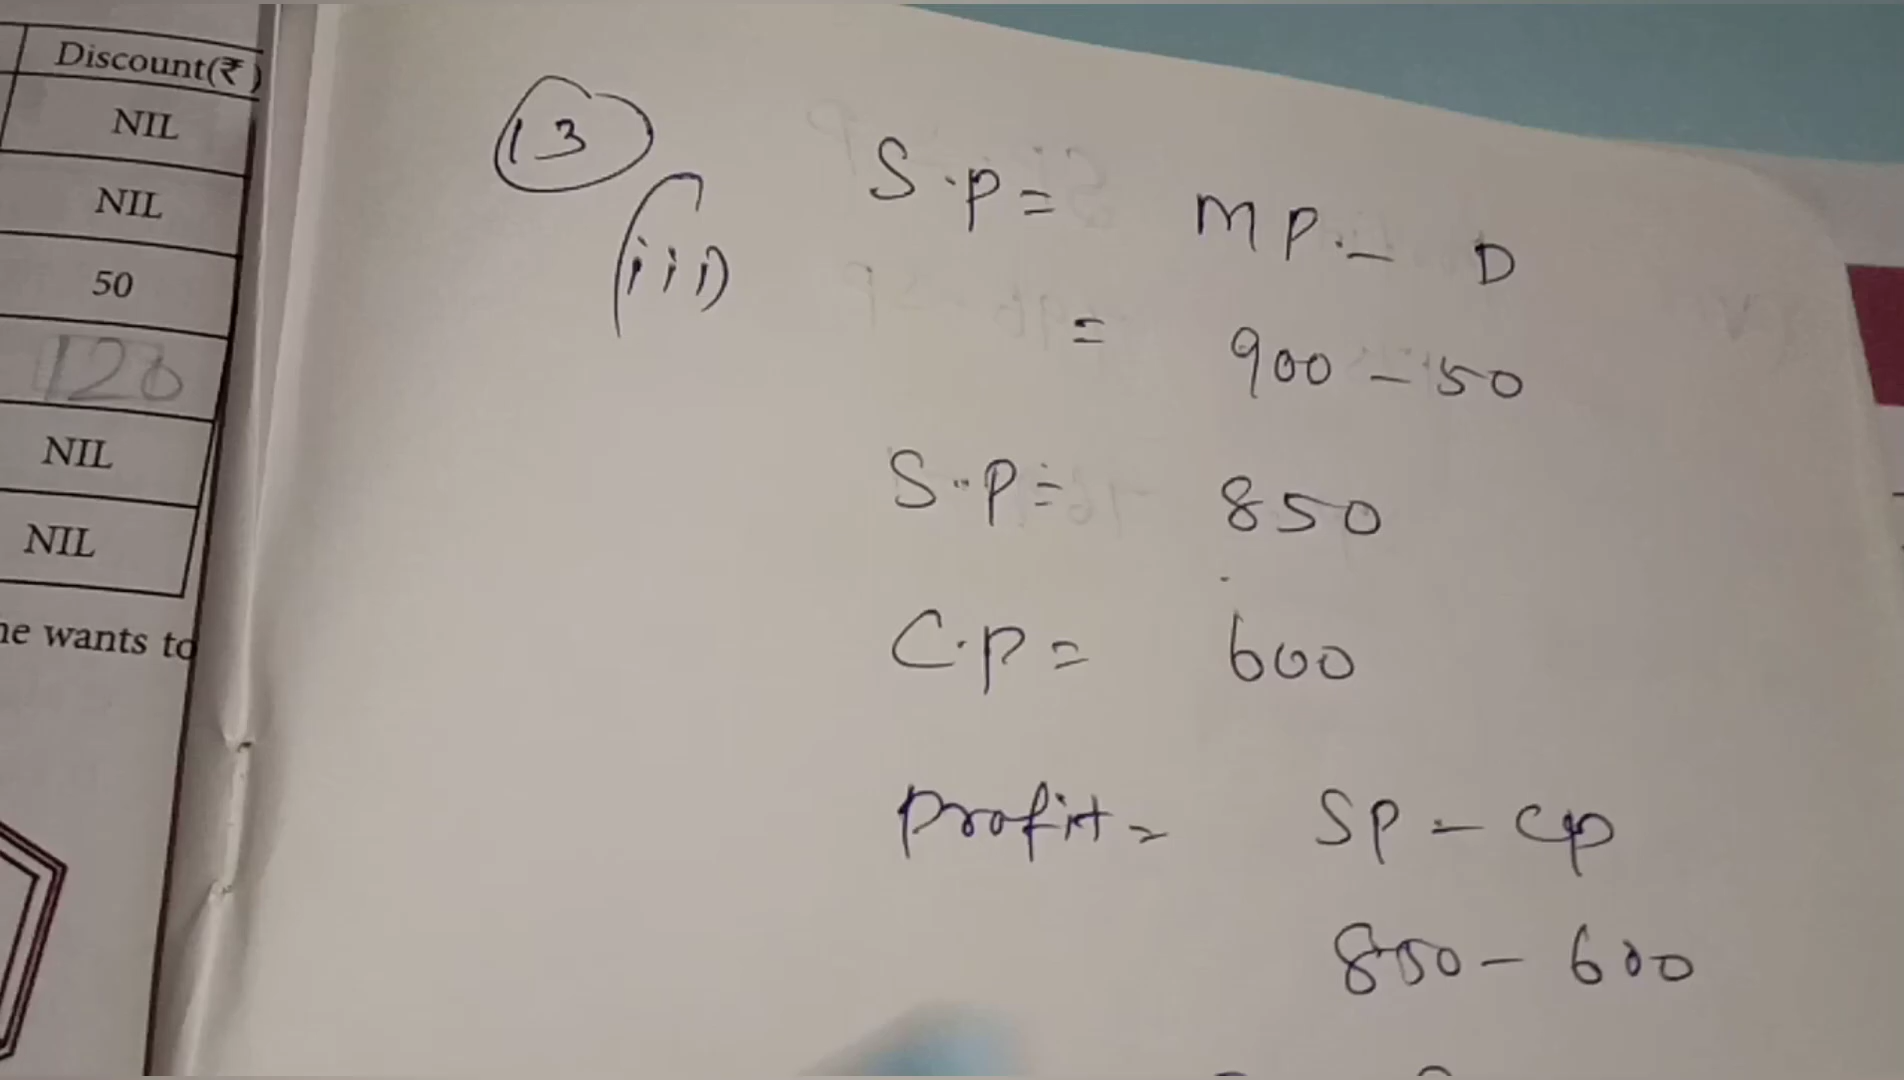 Discount(₹)
NIL
NIL
50
120
NIL
NIL
he wants to
13
(iii)
S.P = MP. - D
= 900 - 50
S.P = 850
C.P = 600
Profit = SP - CP
850 - 600